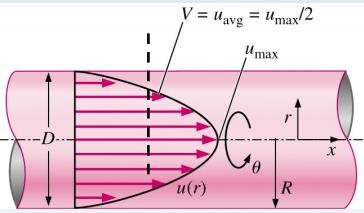 V = u_avg = u_max/2
u_max
r
x
D
θ
u(r)
R